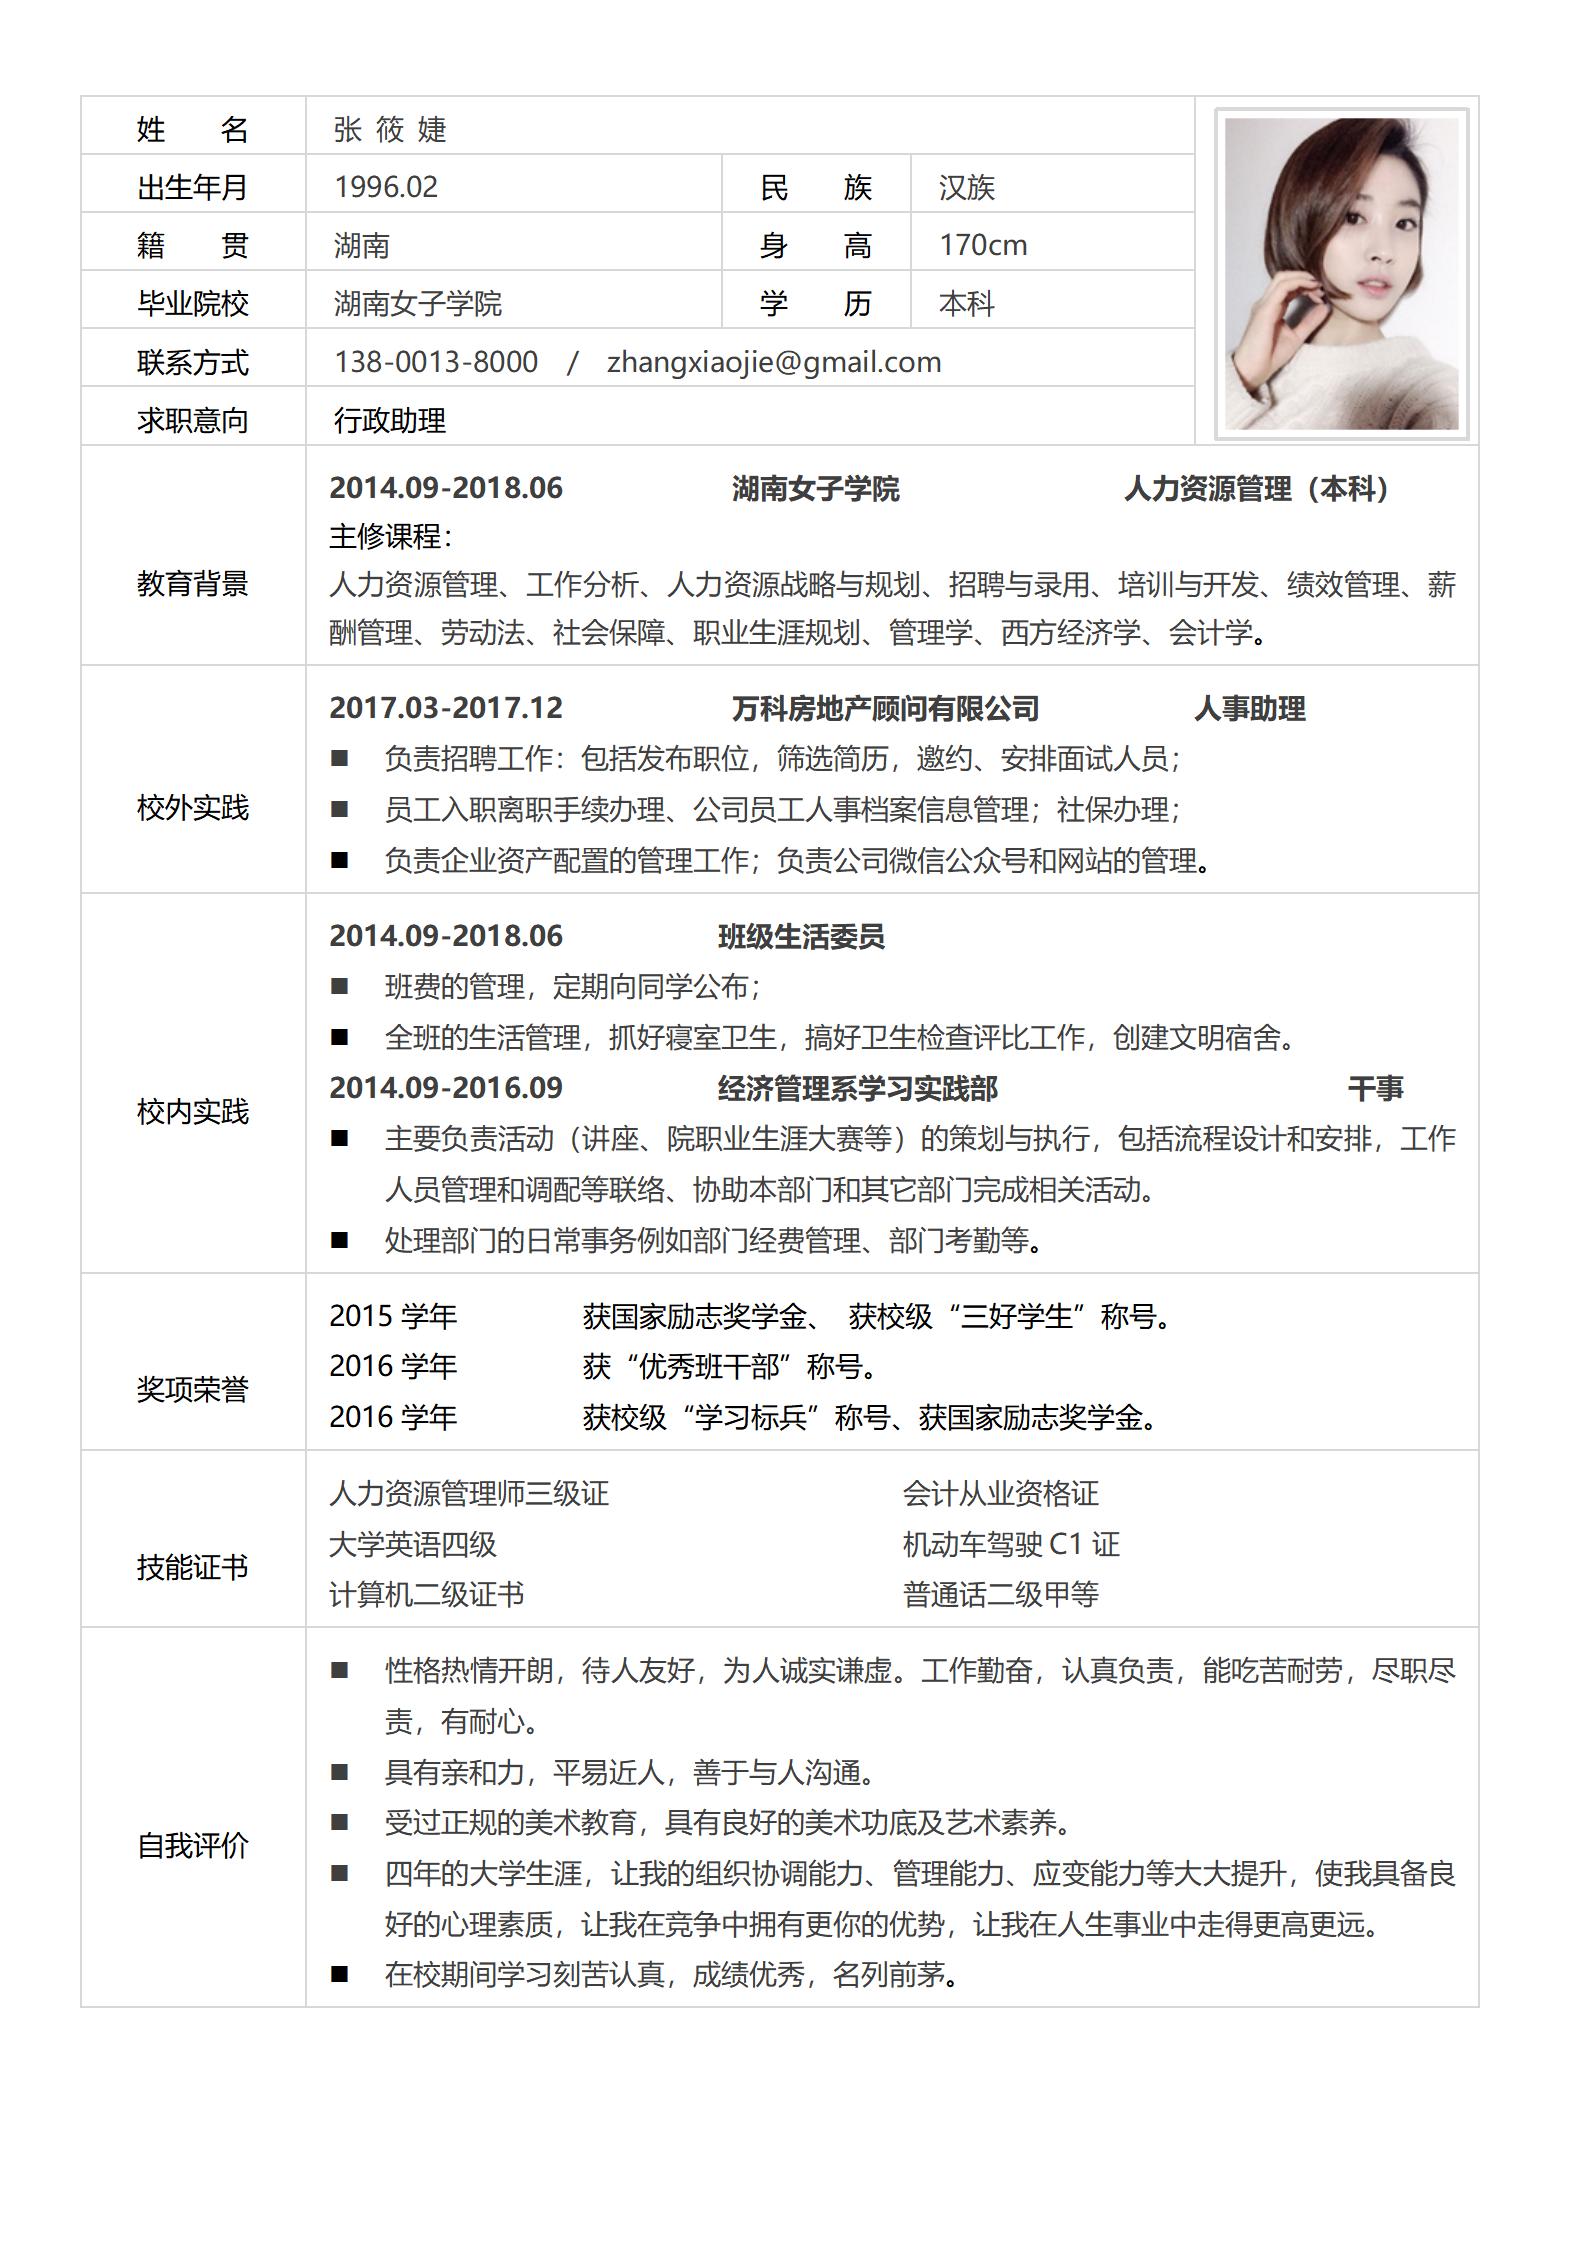 姓 名 张 筱 婕
出生年月 1996.02 民 族 汉族
籍 贯 湖南 身 高 170cm
毕业院校 湖南女子学院 学 历 本科
联系方式 138-0013-8000 / zhangxiaojie@gmail.com
求职意向 行政助理
教育背景
2014.09-2018.06 湖南女子学院 人力资源管理（本科）
主修课程：
人力资源管理、工作分析、人力资源战略与规划、招聘与录用、培训与开发、绩效管理、薪
酬管理、劳动法、社会保障、职业生涯规划、管理学、西方经济学、会计学。
校外实践
2017.03-2017.12 万科房地产顾问有限公司 人事助理
■ 负责招聘工作：包括发布职位，筛选简历，邀约、安排面试人员；
■ 员工入职离职手续办理、公司员工人事档案信息管理；社保办理；
■ 负责企业资产配置的管理工作；负责公司微信公众号和网站的管理。
校内实践
2014.09-2018.06 班级生活委员
■ 班费的管理，定期向同学公布；
■ 全班的生活管理，抓好寝室卫生，搞好卫生检查评比工作，创建文明宿舍。
2014.09-2016.09 经济管理系学习实践部 干事
■ 主要负责活动（讲座、院职业生涯大赛等）的策划与执行，包括流程设计和安排，工作
人员管理和调配等联络、协助本部门和其它部门完成相关活动。
■ 处理部门的日常事务例如部门经费管理、部门考勤等。
奖项荣誉
2015 学年 获国家励志奖学金、 获校级“三好学生”称号。
2016 学年 获“优秀班干部”称号。
2016 学年 获校级“学习标兵”称号、获国家励志奖学金。
技能证书
人力资源管理师三级证 会计从业资格证
大学英语四级 机动车驾驶 C1 证
计算机二级证书 普通话二级甲等
自我评价
■ 性格热情开朗，待人友好，为人诚实谦虚。工作勤奋，认真负责，能吃苦耐劳，尽职尽
责，有耐心。
■ 具有亲和力，平易近人，善于与人沟通。
■ 受过正规的美术教育，具有良好的美术功底及艺术素养。
■ 四年的大学生涯，让我的组织协调能力、管理能力、应变能力等大大提升，使我具备良
好的心理素质，让我在竞争中拥有更你的优势，让我在人生事业中走得更高更远。
■ 在校期间学习刻苦认真，成绩优秀，名列前茅。